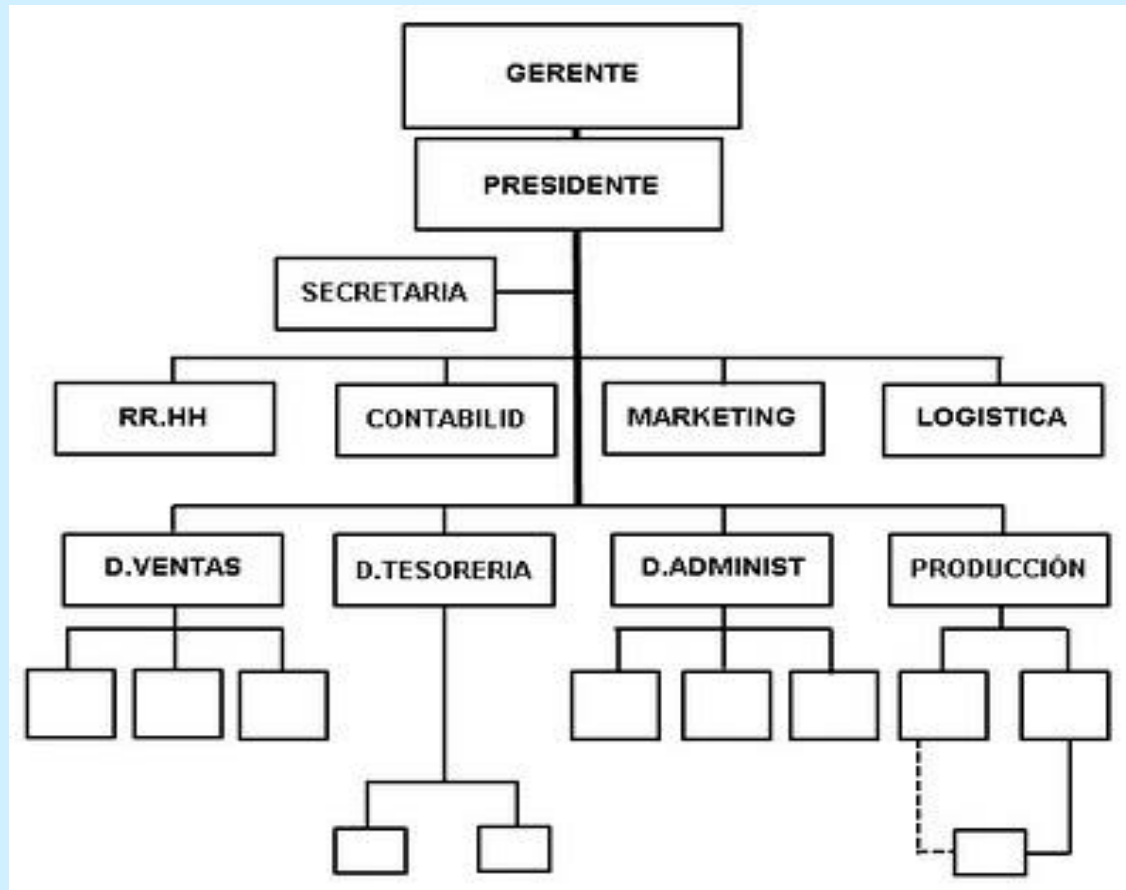 GERENTE
PRESIDENTE
SECRETARIA
RR.HH
CONTABILID
MARKETING
LOGISTICA
D.VENTAS
D.TESORERIA
D.ADMINIST
PRODUCCIÓN